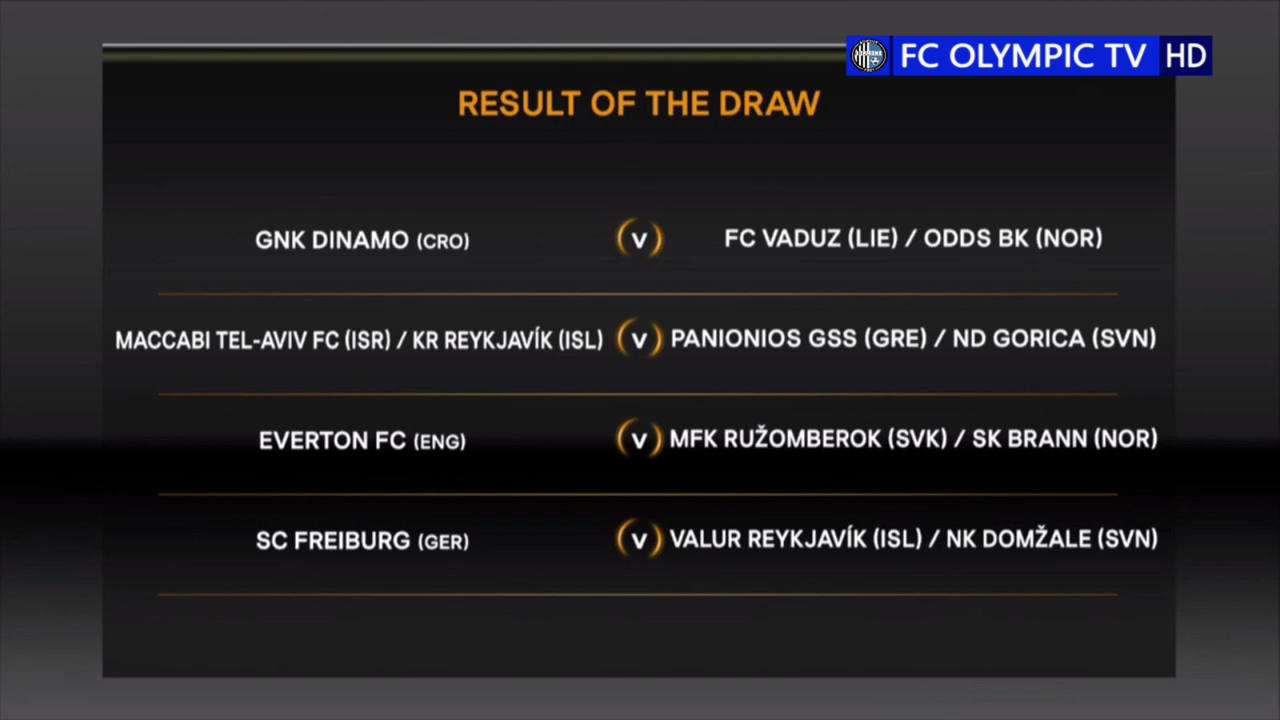 FC OLYMPIC TV HD
RESULT OF THE DRAW
GNK DINAMO (CRO) v FC VADUZ (LIE) / ODDS BK (NOR)
MACCABI TEL-AVIV FC (ISR) / KR REYKJAVÍK (ISL) v PANIONIOS GSS (GRE) / ND GORICA (SVN)
EVERTON FC (ENG) v MFK RUŽOMBEROK (SVK) / SK BRANN (NOR)
SC FREIBURG (GER) v VALUR REYKJAVÍK (ISL) / NK DOMŽALE (SVN)